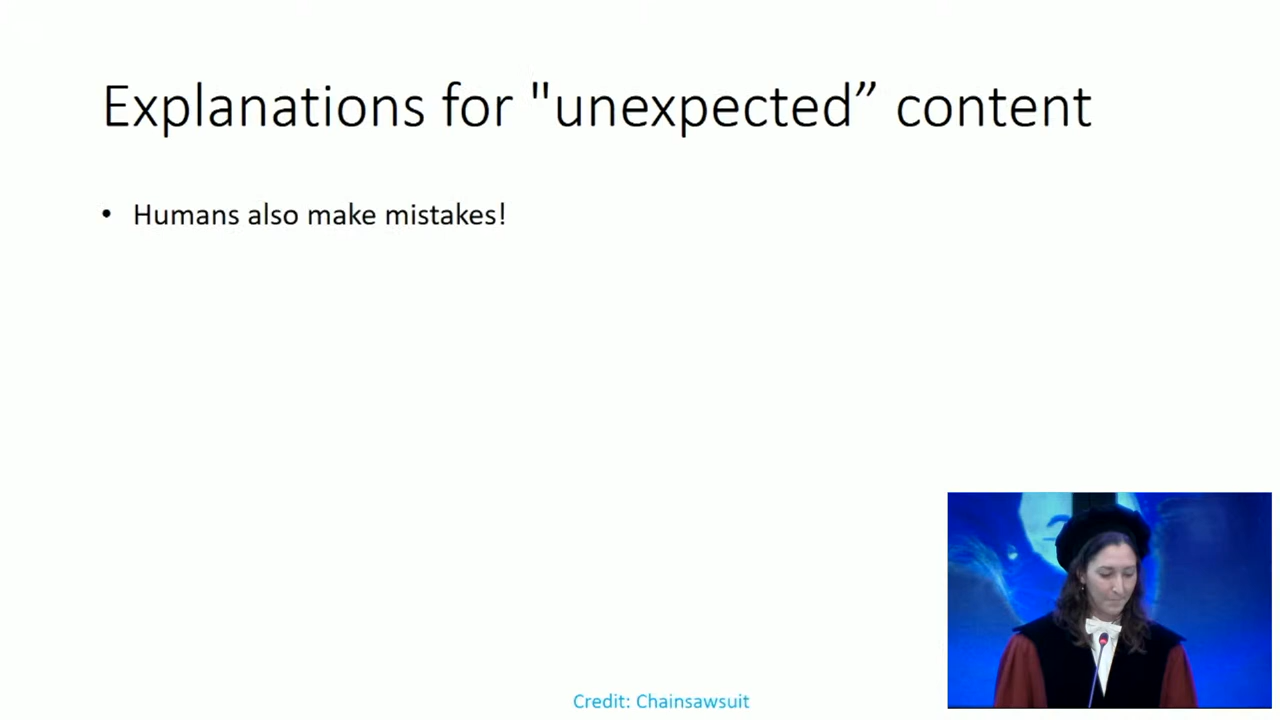 Explanations for "unexpected” content
• Humans also make mistakes!
Credit: Chainsawsuit